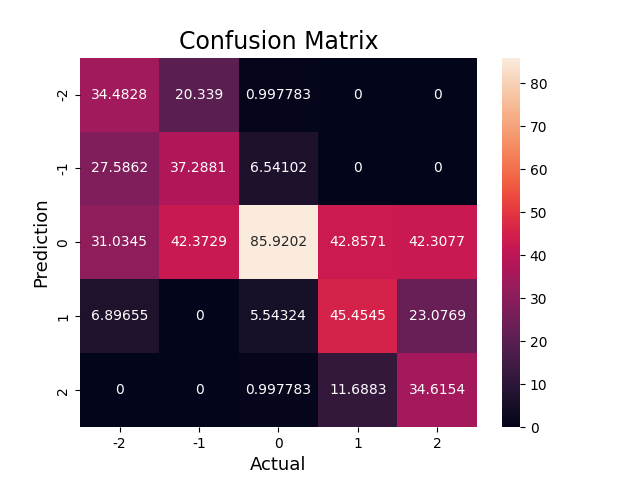 Confusion Matrix
Prediction
-2 34.4828 20.339 0.997783 0 0
-1 27.5862 37.2881 6.54102 0 0
0 31.0345 42.3729 85.9202 42.8571 42.3077
1 6.89655 0 5.54324 45.4545 23.0769
2 0 0 0.997783 11.6883 34.6154
-2 -1 0 1 2
Actual
80
70
60
50
40
30
20
10
0